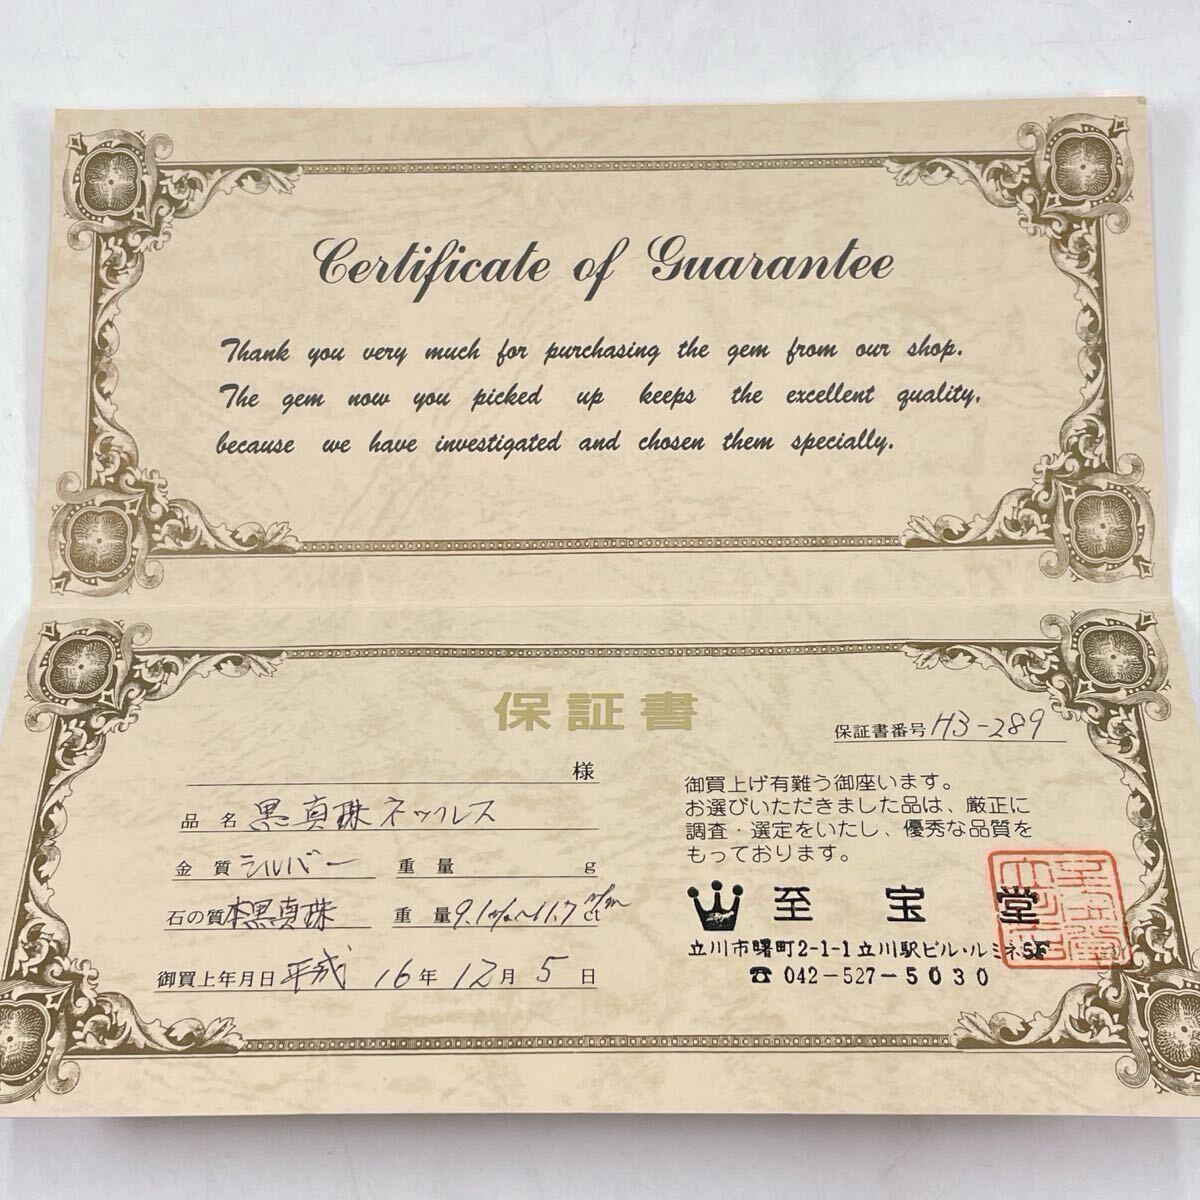 Certificate of Guarantee
Thank you very much for purchasing the gem from our shop.
The gem now you picked up keeps the excellent quality,
because we have investigated and chosen them specially.
保証書
保証書番号 H3-289
様
品名 黒真珠ネックレス
金質 シルバー 重量 g
石の質 本黒真珠 重量 9.1m/m~11.7m/m ct
御買上年月日 平成16年12月5日
御買上げ有難う御座います。
お選びいただきました品は、厳正に
調査・選定をいたし、優秀な品質を
もっております。
至宝堂
立川市曙町2-1-1 立川駅ビル・ルミネ5F
☎ 042-527-5030